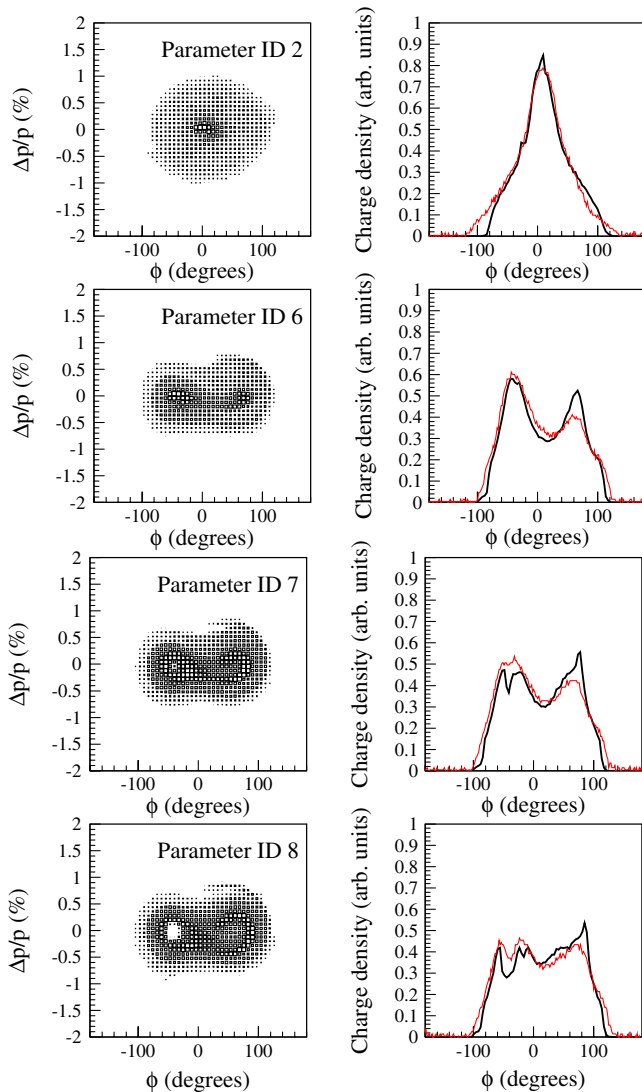 Parameter ID 2
Δp/p (%)
2
1.5
1
0.5
0
-0.5
-1
-1.5
-2
-100 0 100
ϕ (degrees)
Charge density (arb. units)
1
0.9
0.8
0.7
0.6
0.5
0.4
0.3
0.2
0.1
0
-100 0 100
ϕ (degrees)
Parameter ID 6
Δp/p (%)
2
1.5
1
0.5
0
-0.5
-1
-1.5
-2
-100 0 100
ϕ (degrees)
Charge density (arb. units)
1
0.9
0.8
0.7
0.6
0.5
0.4
0.3
0.2
0.1
0
-100 0 100
ϕ (degrees)
Parameter ID 7
Δp/p (%)
2
1.5
1
0.5
0
-0.5
-1
-1.5
-2
-100 0 100
ϕ (degrees)
Charge density (arb. units)
1
0.9
0.8
0.7
0.6
0.5
0.4
0.3
0.2
0.1
0
-100 0 100
ϕ (degrees)
Parameter ID 8
Δp/p (%)
2
1.5
1
0.5
0
-0.5
-1
-1.5
-2
-100 0 100
ϕ (degrees)
Charge density (arb. units)
1
0.9
0.8
0.7
0.6
0.5
0.4
0.3
0.2
0.1
0
-100 0 100
ϕ (degrees)